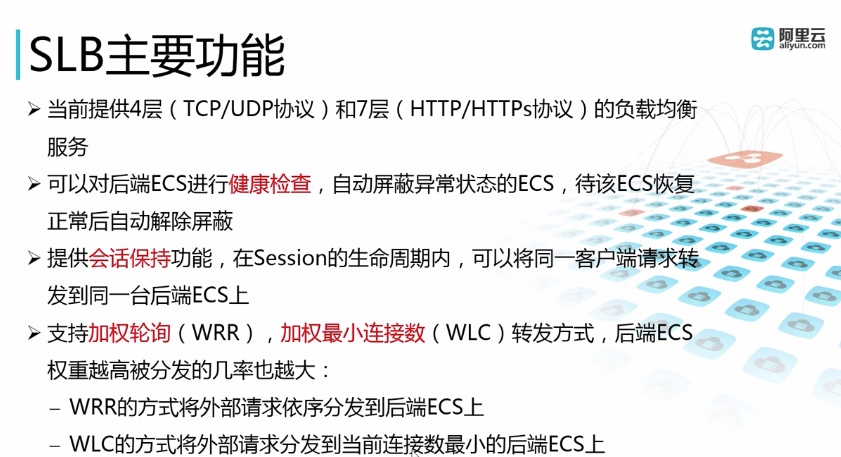 SLB主要功能
阿里云
aliyun.com
当前提供4层（TCP/UDP协议）和7层（HTTP/HTTPs协议）的负载均衡
服务
可以对后端ECS进行健康检查，自动屏蔽异常状态的ECS，待该ECS恢复
正常后自动解除屏蔽
提供会话保持功能，在Session的生命周期内，可以将同一客户端请求转
发到同一台后端ECS上
支持加权轮询（WRR），加权最小连接数（WLC）转发方式，后端ECS
权重越高被分发的几率也越大：
– WRR的方式将外部请求依序分发到后端ECS上
– WLC的方式将外部请求分发到当前连接数最小的后端ECS上